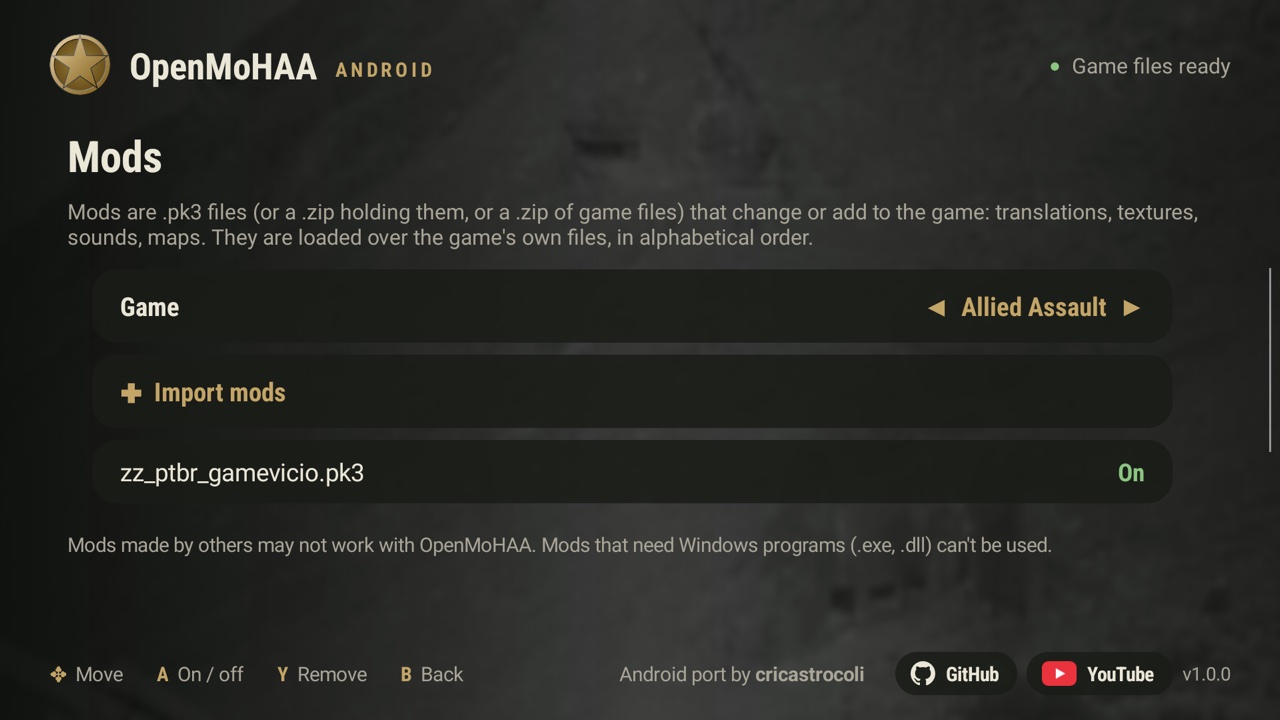 OpenMoHAA ANDROID
Game files ready
Mods
Mods are .pk3 files (or a .zip holding them, or a .zip of game files) that change or add to the game: translations, textures,
sounds, maps. They are loaded over the game's own files, in alphabetical order.
Game ◀ Allied Assault ▶
Import mods
zz_ptbr_gamevicio.pk3 On
Mods made by others may not work with OpenMoHAA. Mods that need Windows programs (.exe, .dll) can't be used.
Move A On / off Y Remove B Back Android port by cricastrocoli GitHub YouTube v1.0.0